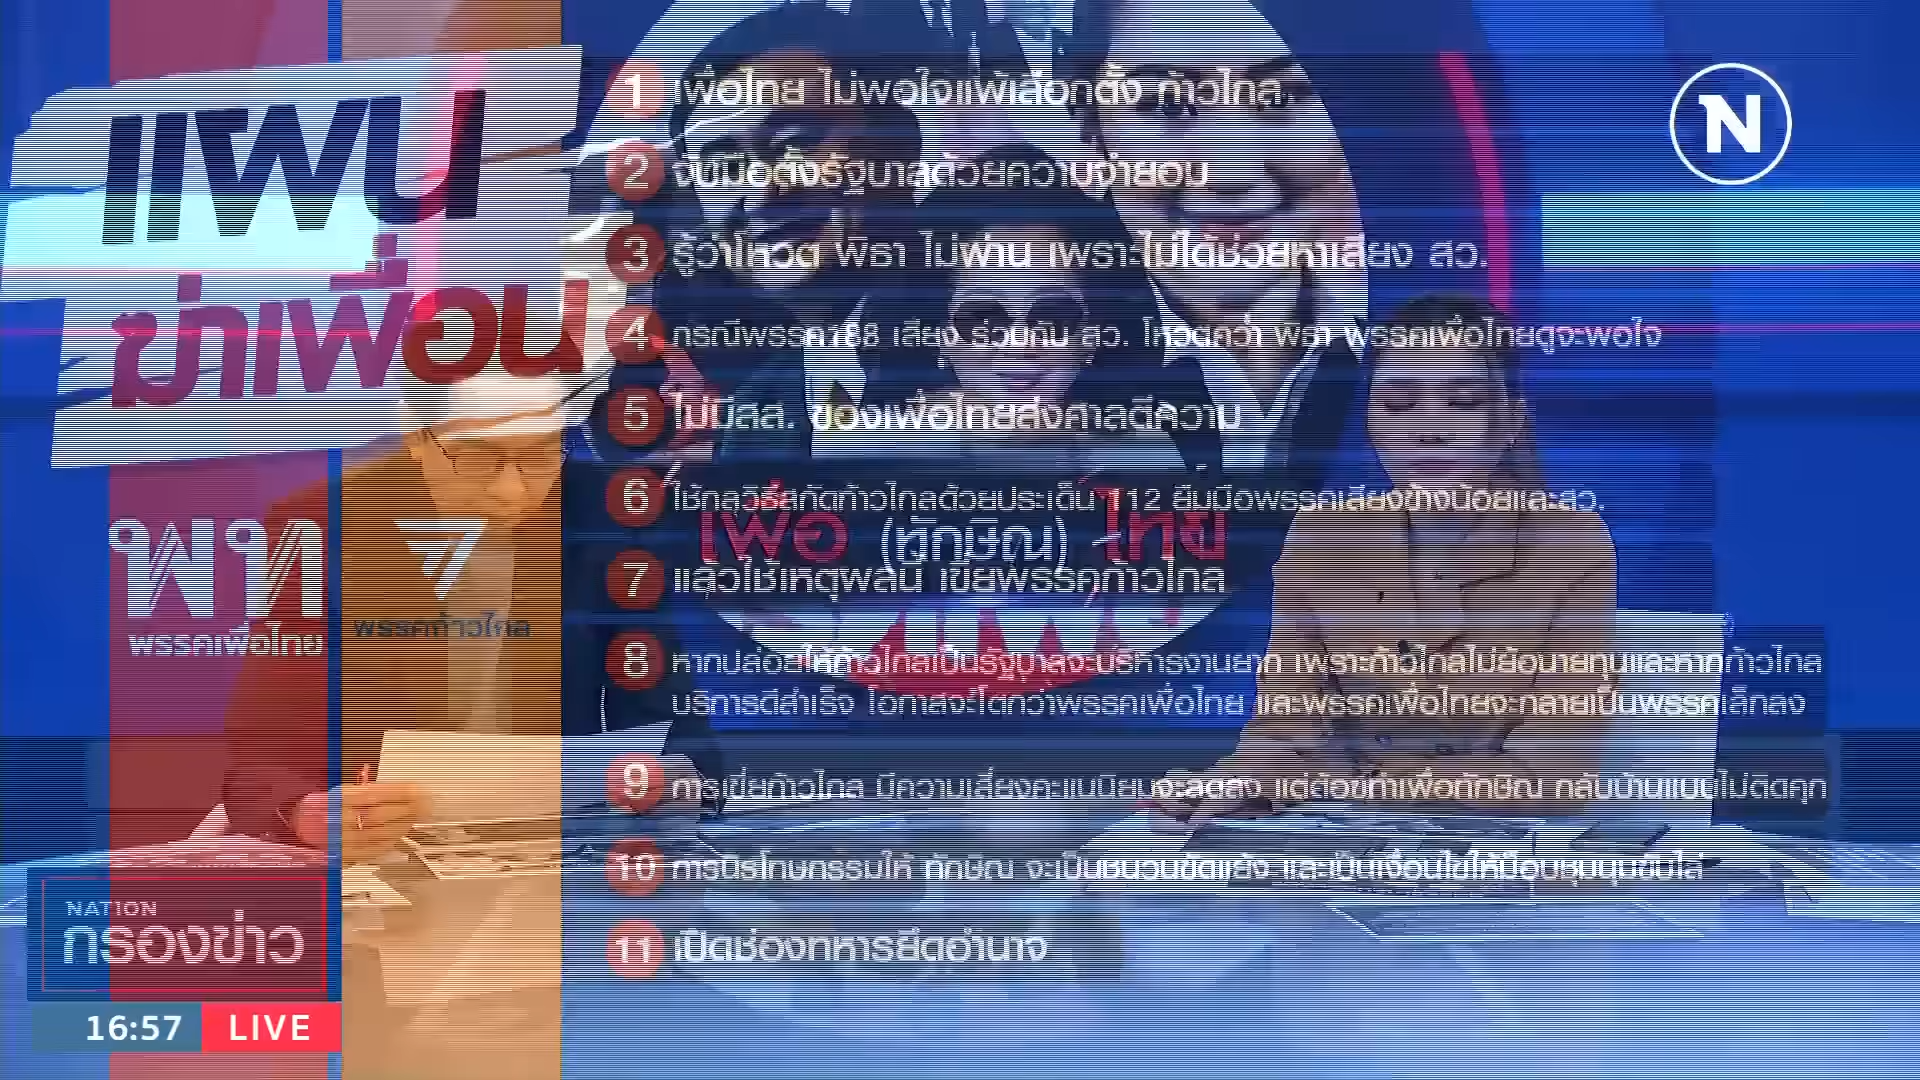 แผน
ฆ่าเพื่อน
พท
พรรคเพื่อไทย
พรรคก้าวไกล
N
1 เพื่อไทย ไม่พอใจแพ้เลือกตั้ง ก้าวไกล
2 จับมือตั้งรัฐบาลด้วยความจำยอม
3 รู้ว่าโหวต พิธา ไม่ผ่าน เพราะไม่ได้ช่วยหาเสียง สว.
4 กรณีพรรค188 เสียง ร่วมกับ สว. โหวตคว่ำ พิธา พรรคเพื่อไทยดูจะพอใจ
5 ไม่มีสส. ของเพื่อไทยส่งศาลตีความ
6 ใช้กลวิธีสกัดก้าวไกลด้วยประเด็น 112 ยืมมือพรรคเสียงข้างน้อยและสว.
เพื่อ (ทักษิณ) ไทย
7 แล้วใช้เหตุผลนี้ เขี่ยพรรคก้าวไกล
8 หากปล่อยให้ก้าวไกลเป็นรัฐบาลจะบริหารงานยาก เพราะก้าวไกลไม่ย้อนายทุนและหากก้าวไกล
บริการดีสำเร็จ โอกาสจะโตกว่าพรรคเพื่อไทย และพรรคเพื่อไทยจะกลายเป็นพรรคเล็กลง
9 การเขี่ยก้าวไกล มีความเสี่ยงคะแนนิยมจะลดลง แต่ต้องทำเพื่อทักษิณ กลับบ้านแบบไม่ติดคุก
10 การนิรโทษกรรมให้ ทักษิณ จะเป็นชนวนขัดแย้ง และเป็นเงื่อนไขให้ม็อบชุมนุมขับไล่
11 เปิดช่องทหารยึดอำนาจ
NATION
กรองข่าว
16:57 LIVE